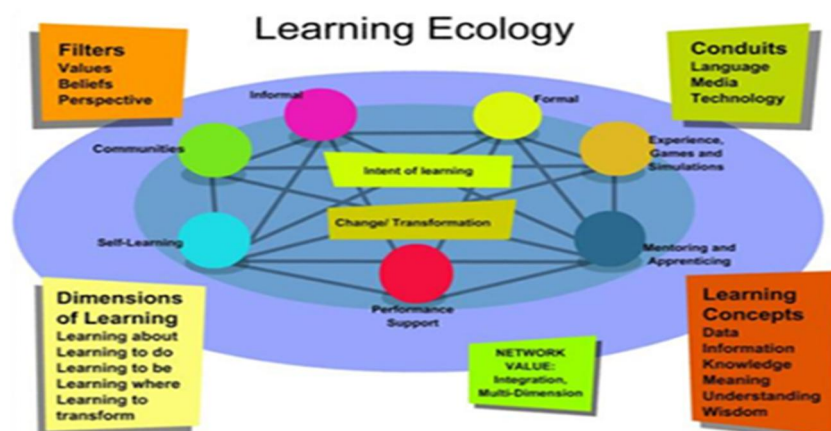 Learning Ecology
Filters
Values
Beliefs
Perspective
Conduits
Language
Media
Technology
Informal
Formal
Communities
Experience,
Games and
Simulations
Intent of learning
Change/ Transformation
Self-Learning
Mentoring and
Apprenticing
Performance
Support
Dimensions
of Learning
Learning about
Learning to do
Learning to be
Learning where
Learning to
transform
NETWORK
VALUE:
Integration,
Multi-Dimension
Learning
Concepts
Data
Information
Knowledge
Meaning
Understanding
Wisdom